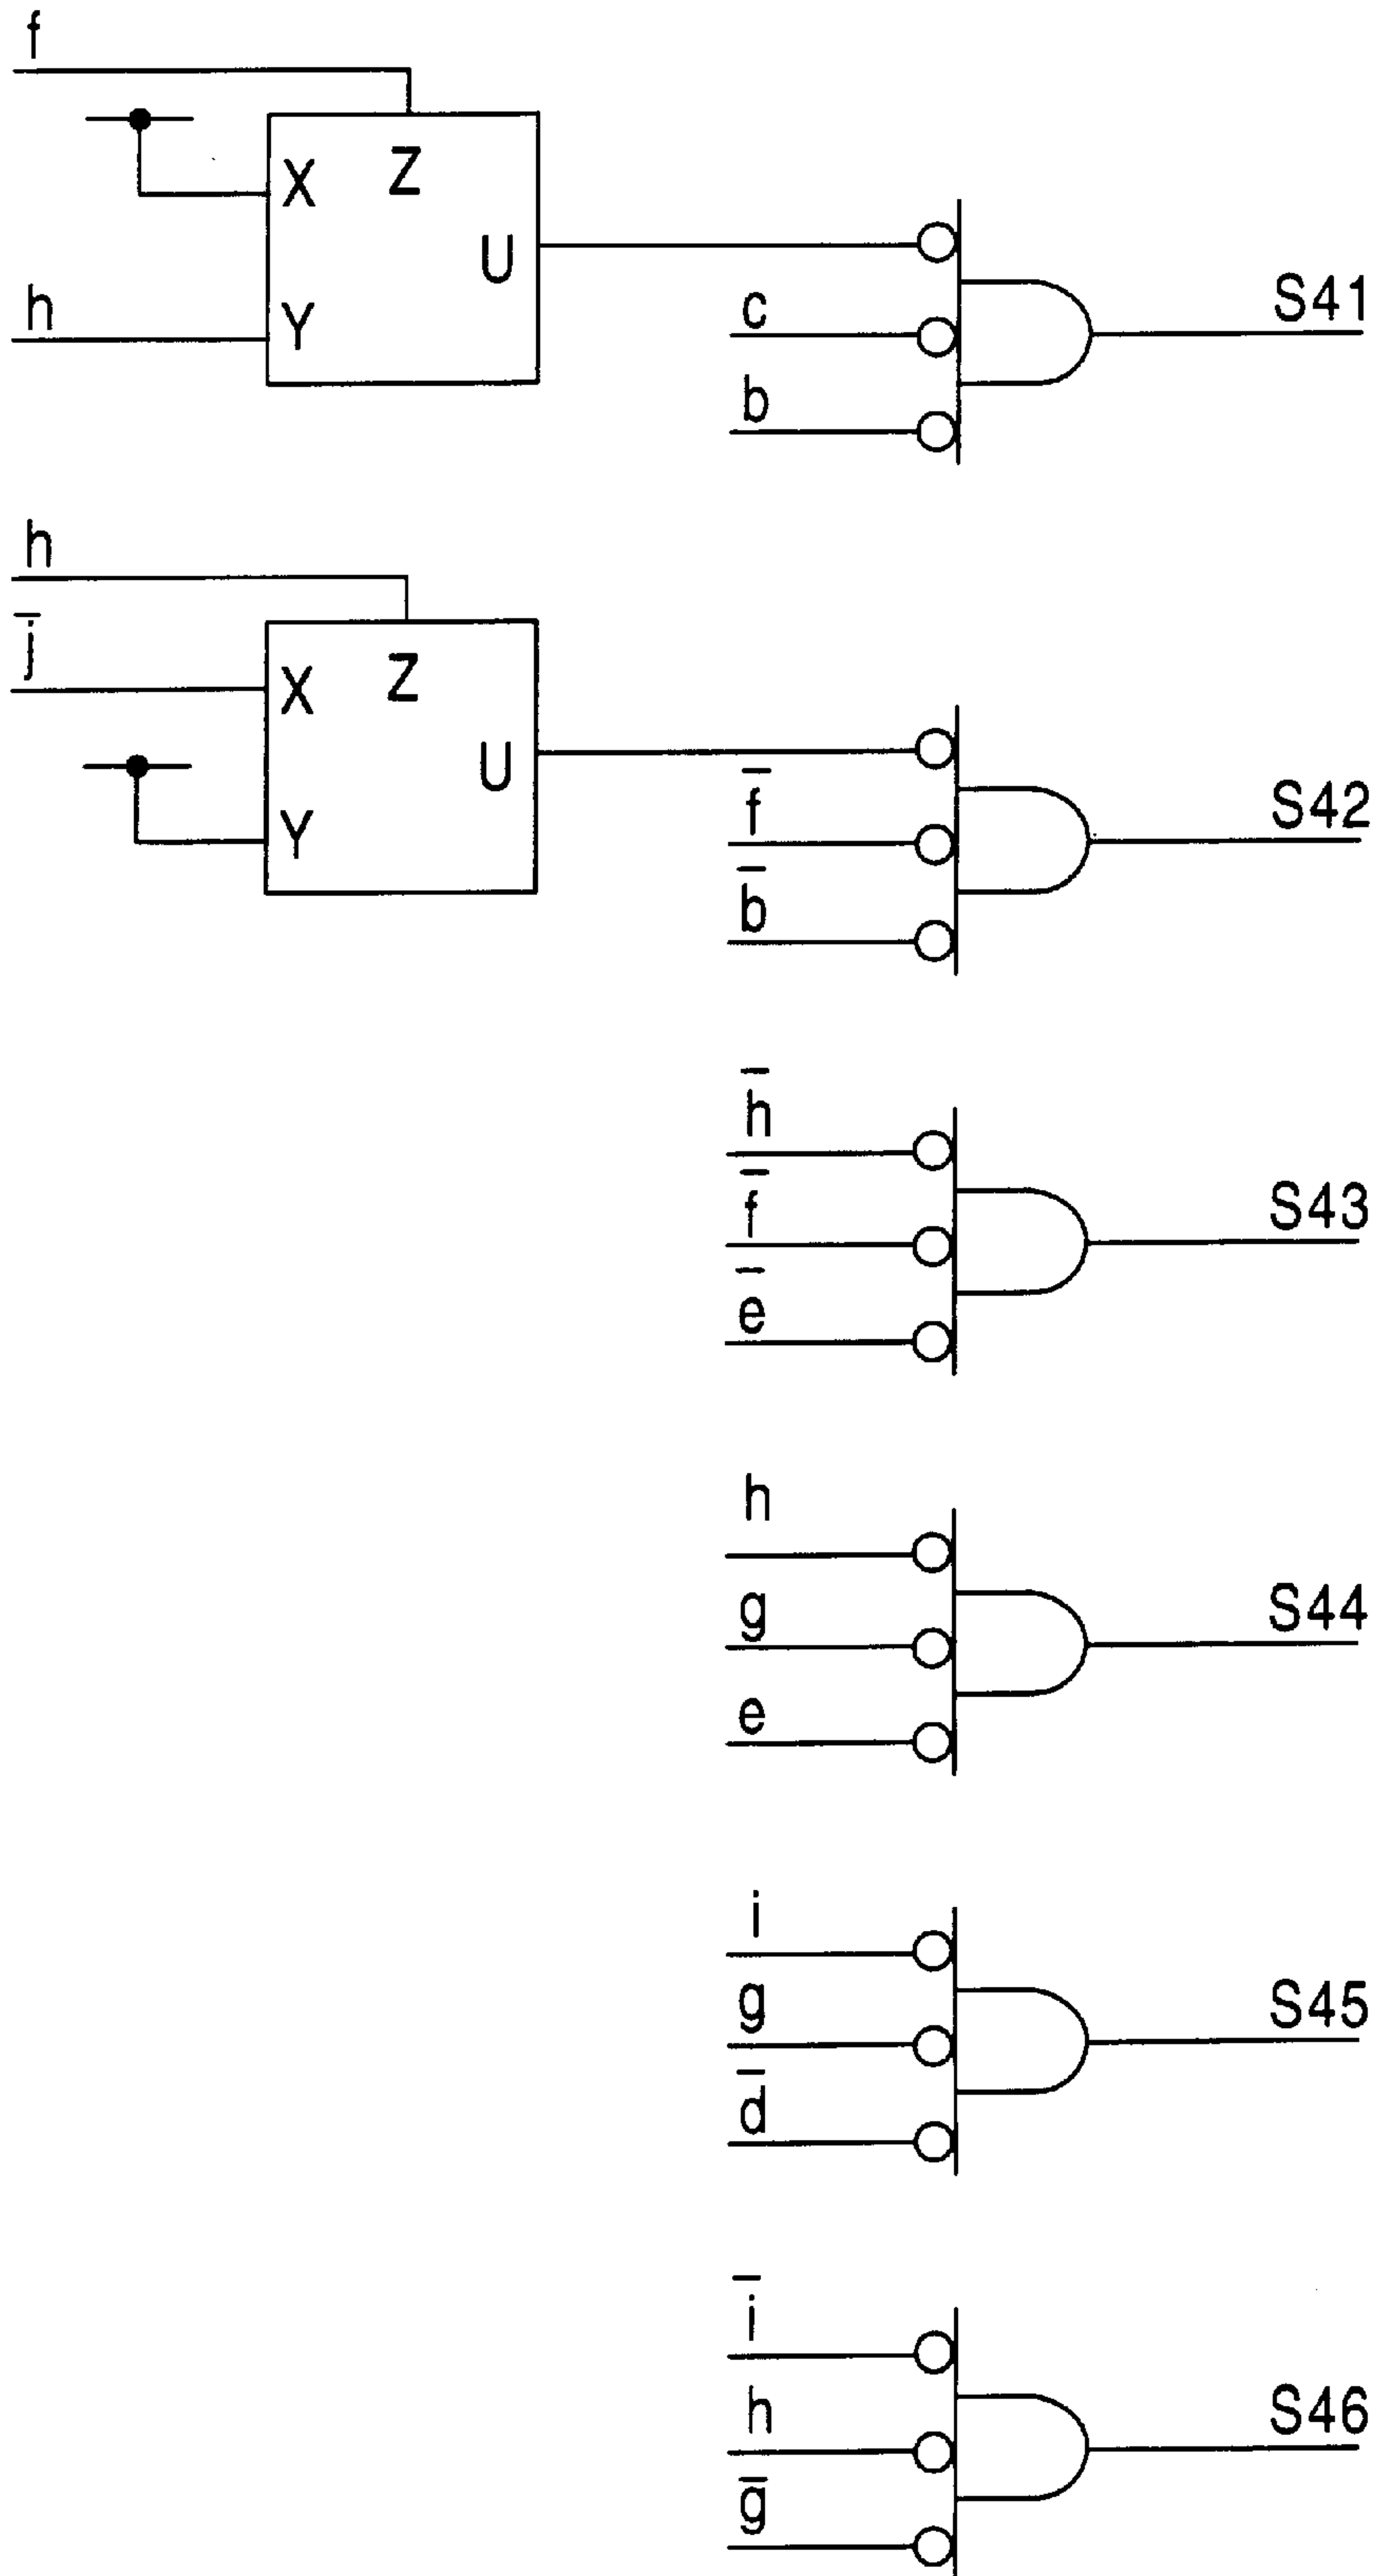 f
X Z
U
h Y
c
b
S41
h
j̅
X Z
U
Y
f̅
b̅
S42
h̅
f̅
e̅
S43
h
g
e
S44
i
g
d̅
S45
i̅
h
g̅
S46